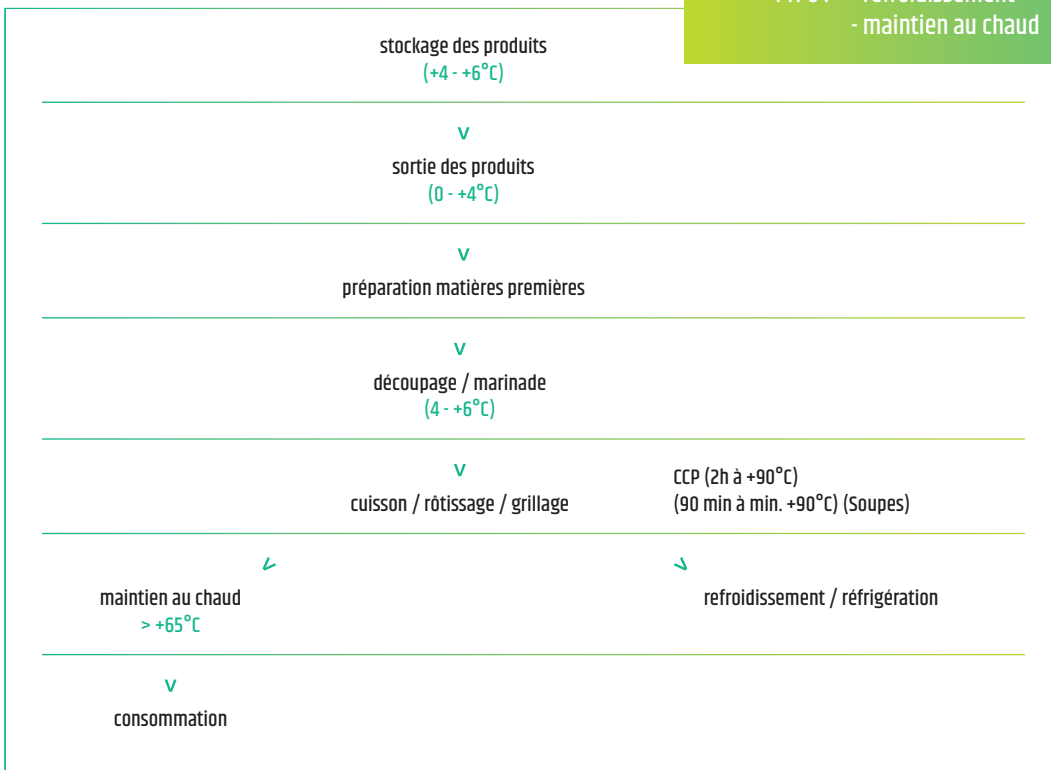 refroidissement
- maintien au chaud
stockage des produits
(+4 - +6°C)
v
sortie des produits
(0 - +4°C)
v
préparation matières premières
v
découpage / marinade
(4 - +6°C)
v
cuisson / rôtissage / grillage
CCP (2h à +90°C)
(90 min à min. +90°C) (Soupes)
maintien au chaud
> +65°C
refroidissement / réfrigération
v
consommation